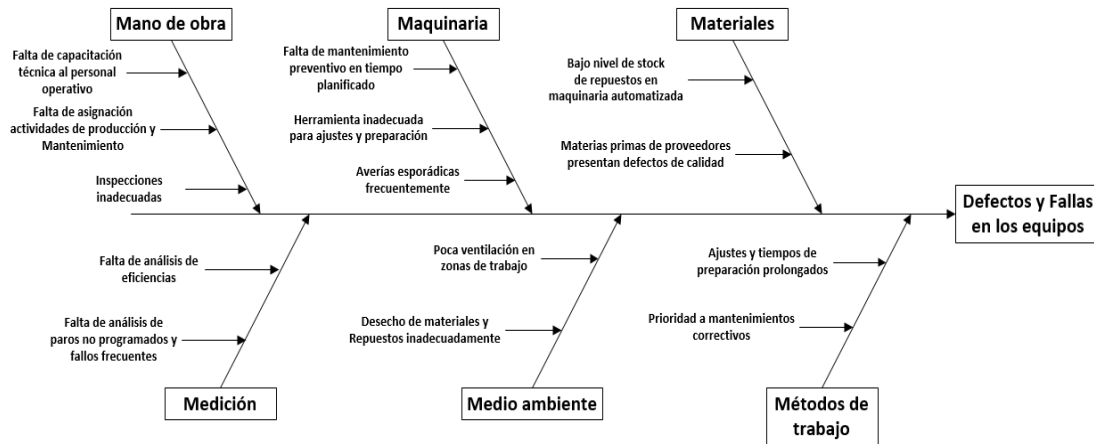 Mano de obra
Falta de capacitación
técnica al personal
operativo
Falta de asignación
actividades de producción y
Mantenimiento
Inspecciones
inadecuadas
Maquinaria
Falta de mantenimiento
preventivo en tiempo
planificado
Herramienta inadecuada
para ajustes y preparación
Averías esporádicas
frecuentemente
Materiales
Bajo nivel de stock
de repuestos en
maquinaria automatizada
Materias primas de proveedores
presentan defectos de calidad
Defectos y Fallas
en los equipos
Falta de análisis de
eficiencias
Falta de análisis de
paros no programados y
fallos frecuentes
Medición
Poca ventilación en
zonas de trabajo
Desecho de materiales y
Repuestos inadecuadamente
Medio ambiente
Ajustes y tiempos de
preparación prolongados
Prioridad a mantenimientos
correctivos
Métodos de
trabajo